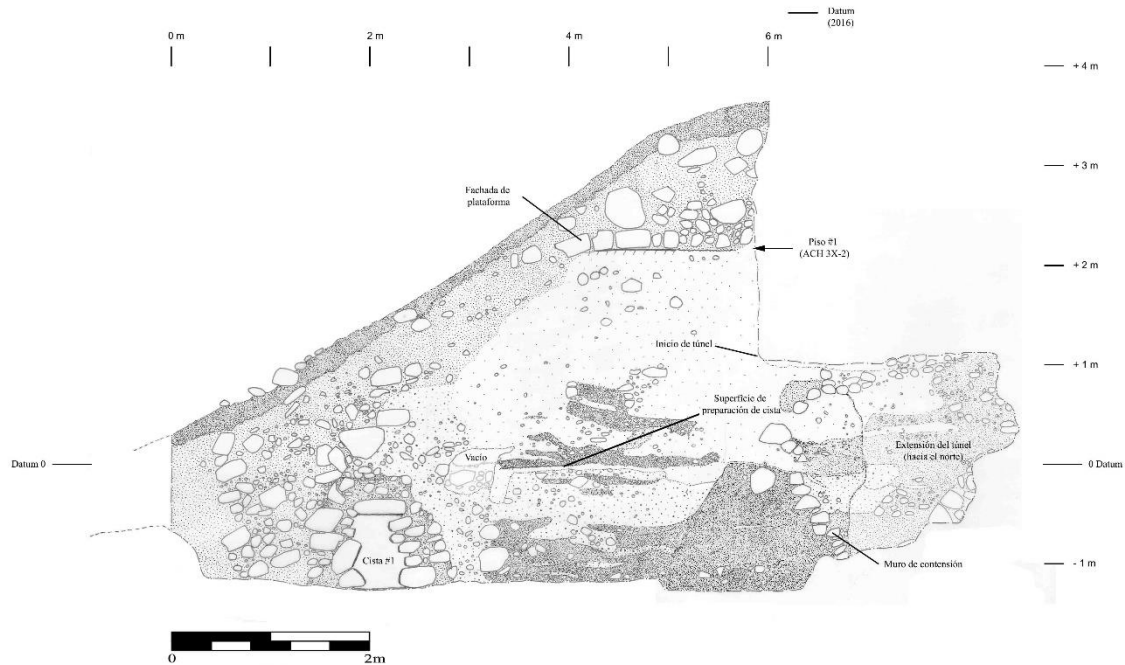 Datum
(2016)
0 m
2 m
4 m
6 m
+ 4 m
+ 3 m
Fachada de
plataforma
Piso #1
(ACH 3X-2)
+ 2 m
Inicio de túnel
+ 1 m
Superficie de
preparación de cista
Extensión del túnel
(hacia el norte)
Datum 0
Vacío
0 Datum
Cista #1
Muro de contensión
- 1 m
0
2m